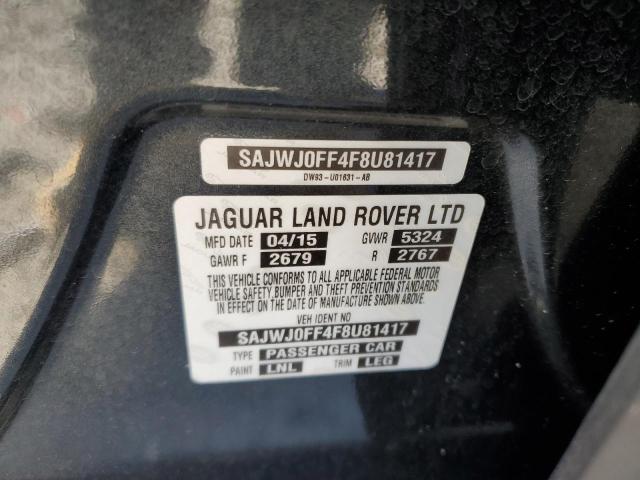 SAJWJ0FF4F8U81417
DW93-U01631-AB
JAGUAR LAND ROVER LTD
MFD DATE 04/15 GVWR 5324
GAWR F 2679 R 2767
THIS VEHICLE CONFORMS TO ALL APPLICABLE FEDERAL MOTOR
VEHICLE SAFETY,BUMPER AND THEFT PREVENTION STANDARDS
IN EFFECT ON THE DATE OF MANUFACTURE SHOWN ABOVE.
VEH IDENT NO
SAJWJ0FF4F8U81417
TYPE PASSENGER CAR
PAINT LNL TRIM LEG